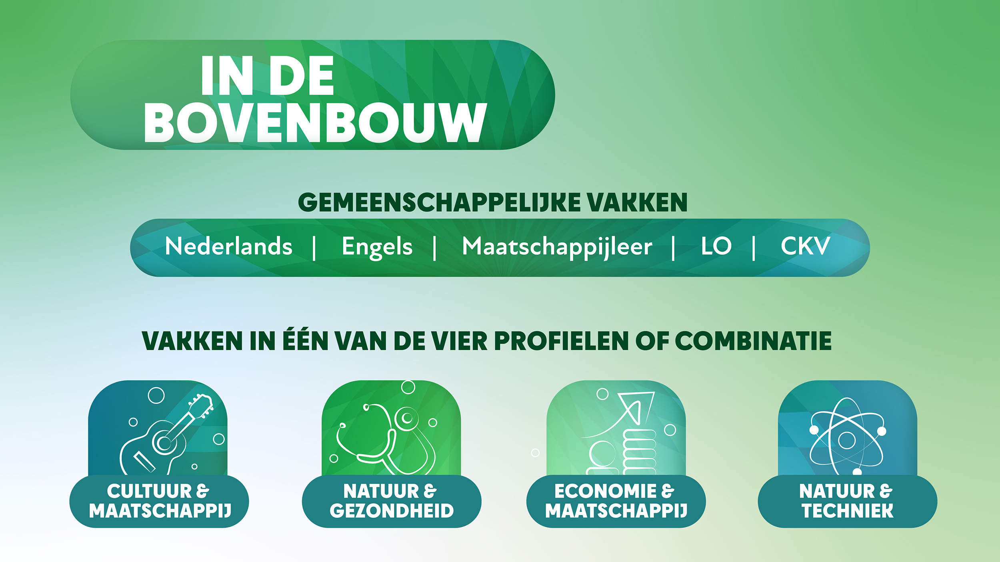 IN DE
BOVENBOUW
GEMEENSCHAPPELIJKE VAKKEN
Nederlands | Engels | Maatschappijleer | LO | CKV
VAKKEN IN ÉÉN VAN DE VIER PROFIELEN OF COMBINATIE
CULTUUR &
MAATSCHAPPIJ
NATUUR &
GEZONDHEID
ECONOMIE &
MAATSCHAPPIJ
NATUUR &
TECHNIEK